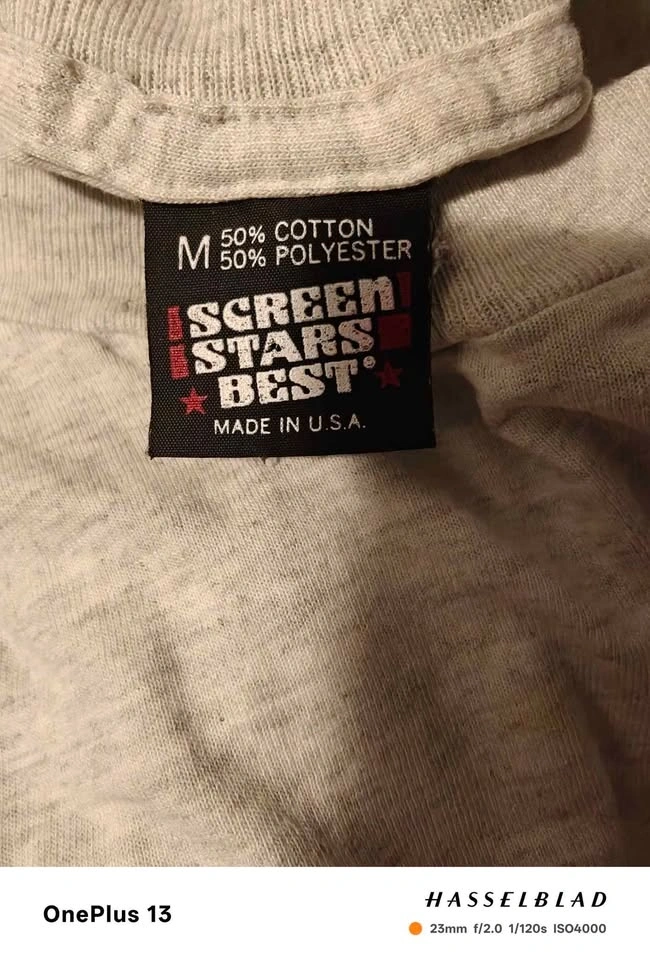 M 50% COTTON
50% POLYESTER
SCREEN
STARS
BEST®
MADE IN U.S.A.
OnePlus 13
HASSELBLAD
23mm f/2.0 1/120s ISO4000